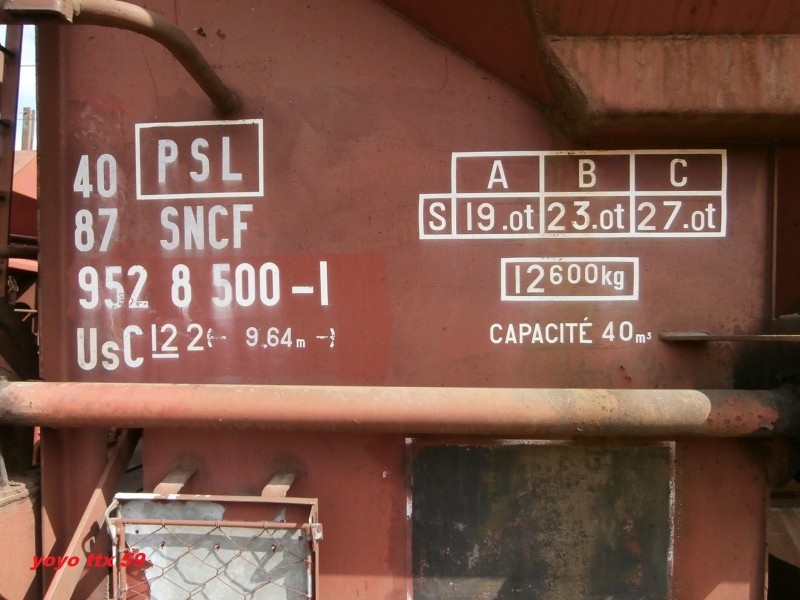 40 PSL
87 SNCF
952 8 500-1
UsC 12 2 9.64m
A B C
S 19.0t 23.0t 27.0t
12600kg
CAPACITÉ 40m³
yoyo ttx 59